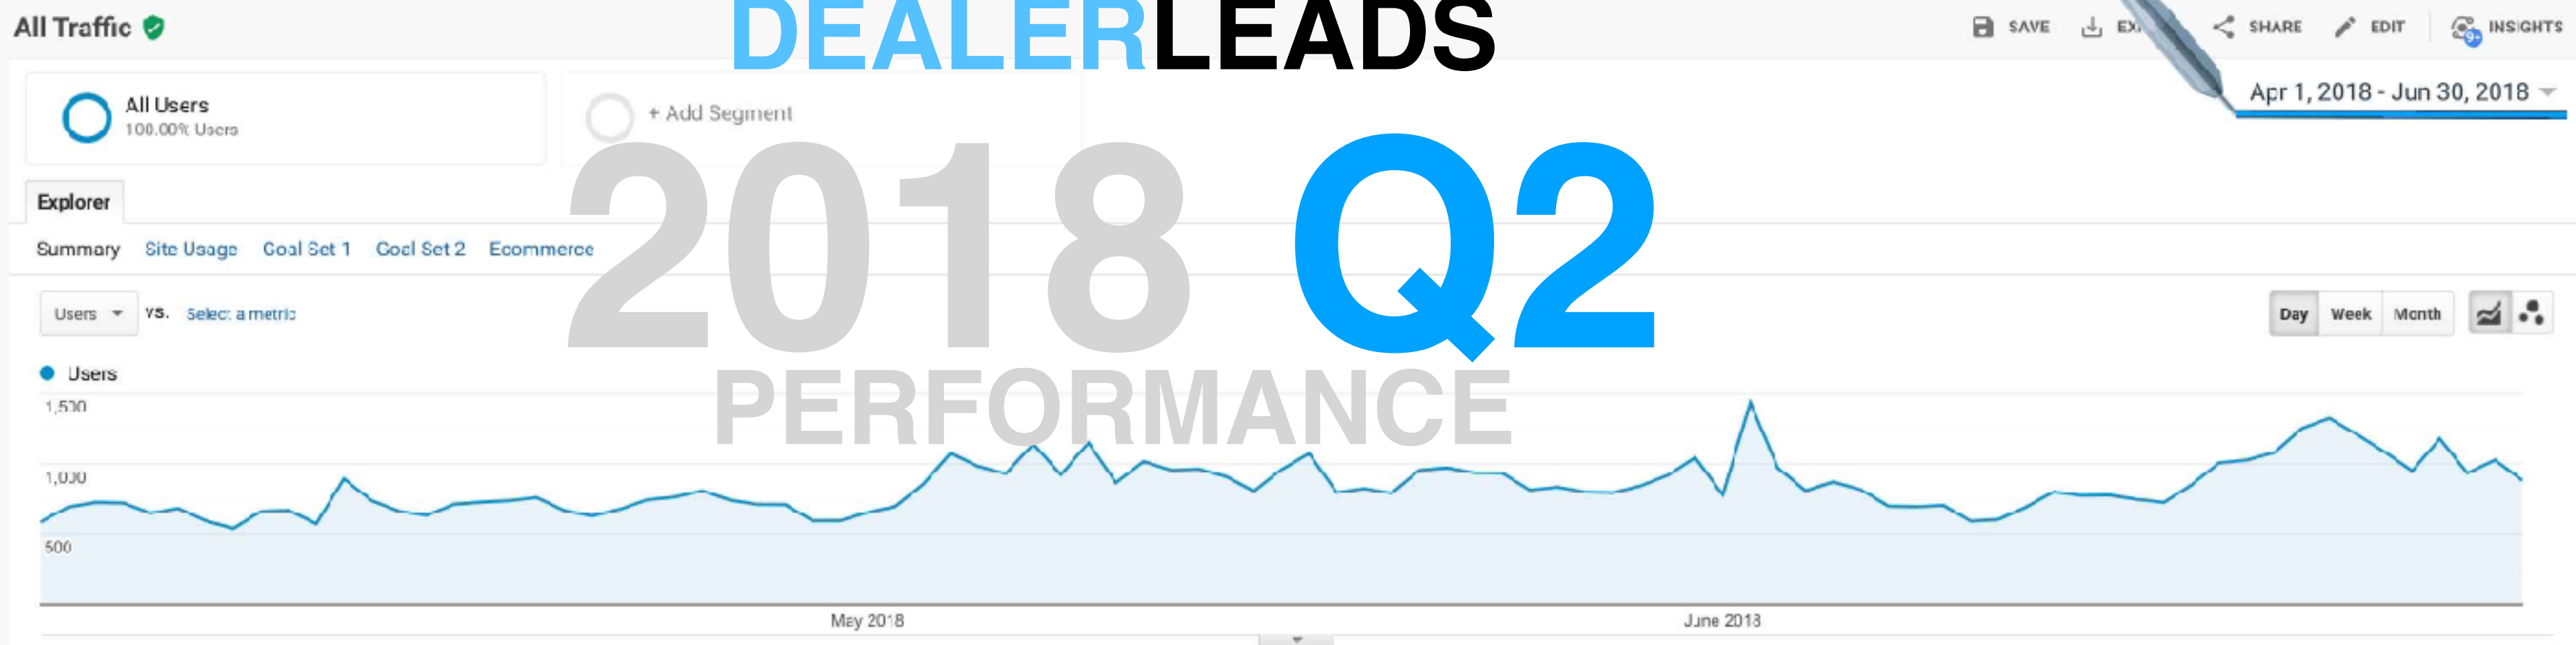 All Traffic
DEALERLEADS
SAVE
SHARE
EDIT
INSIGHTS
9+
Apr 1, 2018 - Jun 30, 2018
All Users
100.00% Users
+ Add Segment
2018 Q2
PERFORMANCE
Explorer
Summary Site Usage Goal Set 1 Goal Set 2 Ecommerce
Users VS. Select a metric
Day Week Month
Users
1,500
1,000
500
May 2018
June 2018